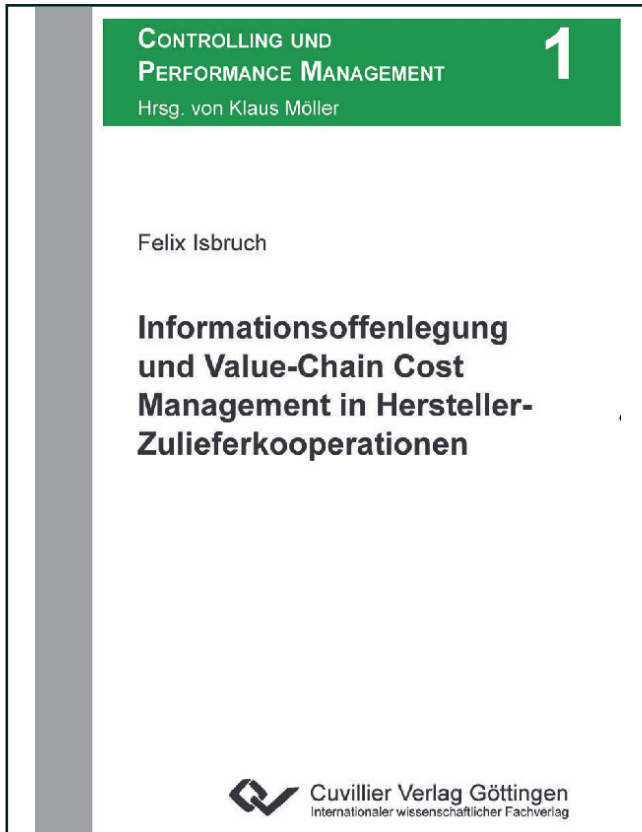 CONTROLLING UND
PERFORMANCE MANAGEMENT
1
Hrsg. von Klaus Möller
Felix Isbruch
Informationsoffenlegung
und Value-Chain Cost
Management in Hersteller-
Zulieferkooperationen
Cuvillier Verlag Göttingen
Internationaler wissenschaftlicher Fachverlag